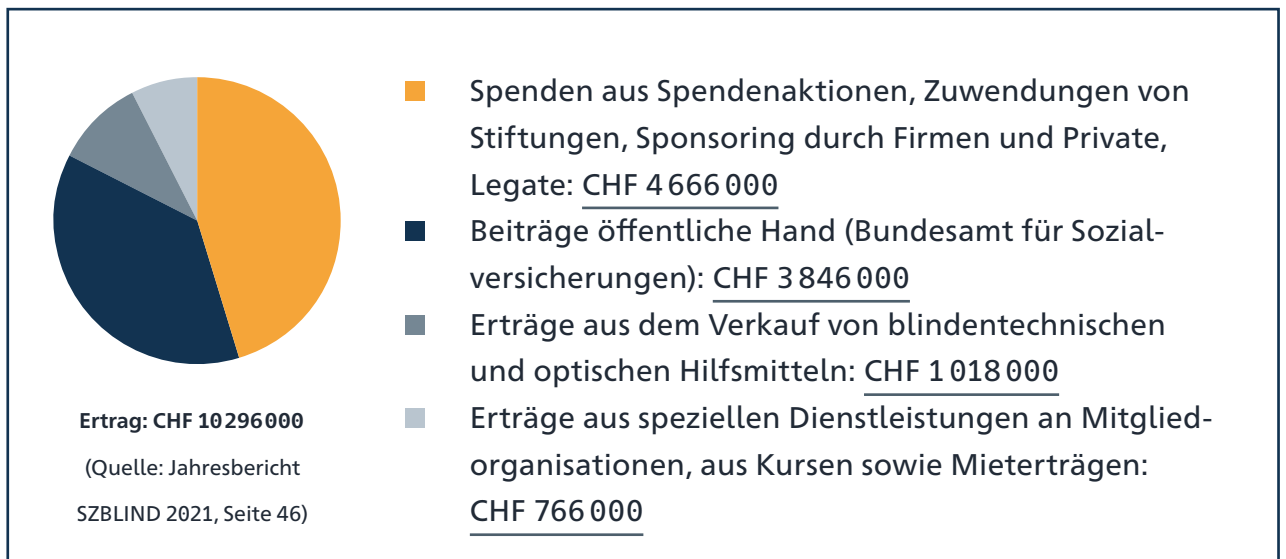 Spenden aus Spendenaktionen, Zuwendungen von
Stiftungen, Sponsoring durch Firmen und Private,
Legate: CHF 4 666 000
Beiträge öffentliche Hand (Bundesamt für Sozial-
versicherungen): CHF 3 846 000
Erträge aus dem Verkauf von blindentechnischen
und optischen Hilfsmitteln: CHF 1 018 000
Erträge aus speziellen Dienstleistungen an Mitglied-
organisationen, aus Kursen sowie Mieterträgen:
CHF 766 000
Ertrag: CHF 10 296 000
(Quelle: Jahresbericht
SZBLIND 2021, Seite 46)